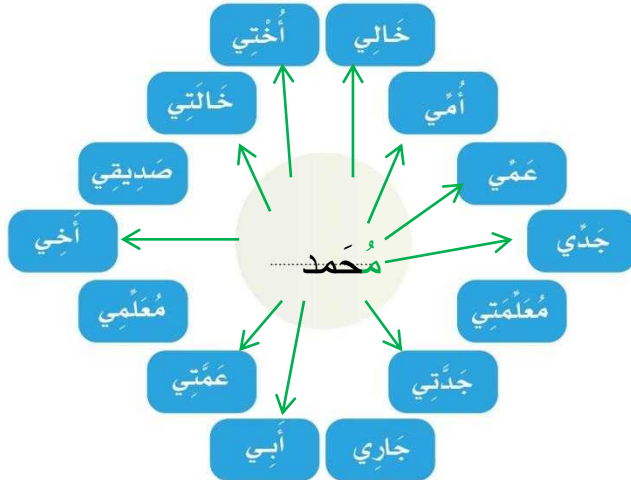 خَالِي
أُخْتِي
أُمِّي
خَالَتِي
عَمِّي
صَدِيقِي
جَدِّي
أَخِي
مُحَمد
مُعَلِّمَتِي
مُعَلِّمِي
جَدَّتِي
عَمَّتِي
جَارِي
أَبِي